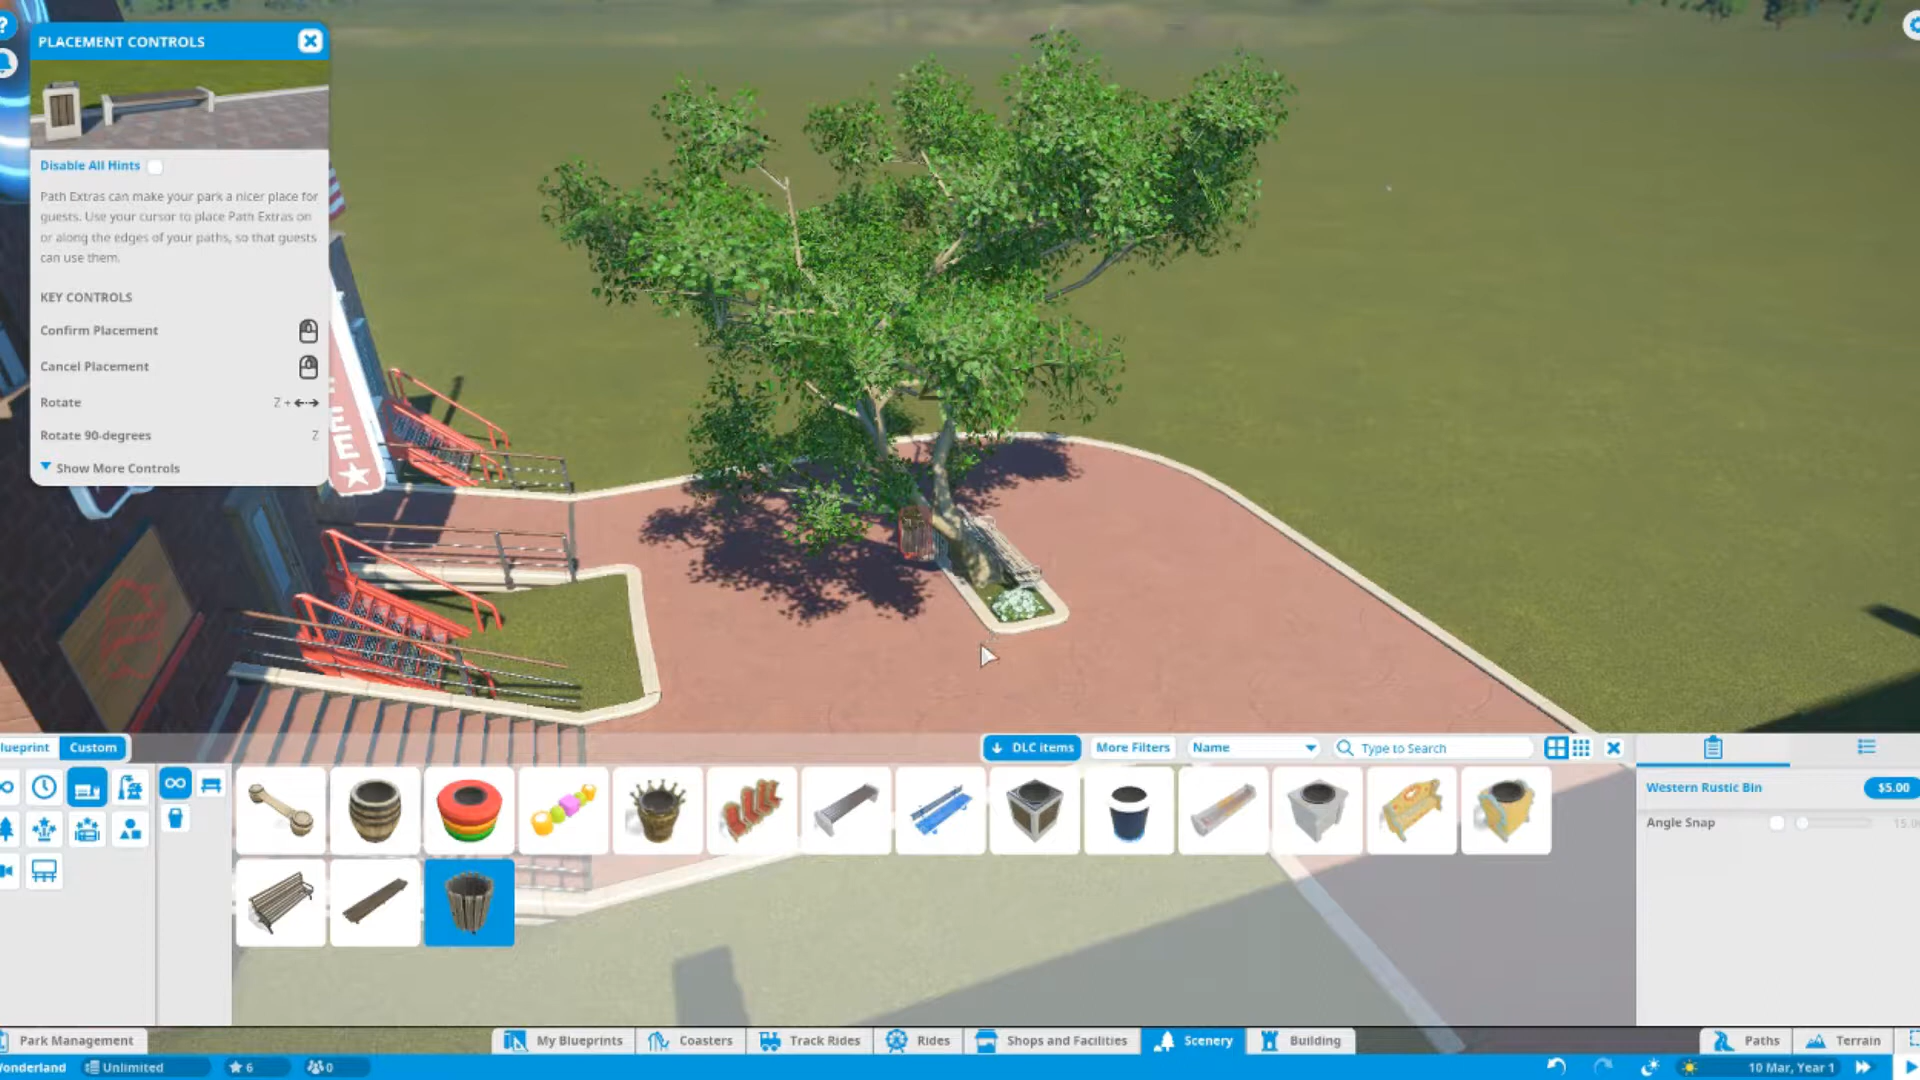 ?
PLACEMENT CONTROLS
Disable All Hints
Path Extras can make your park a nicer place for
guests. Use your cursor to place Path Extras on
or along the edges of your paths, so that guests
can use them.
KEY CONTROLS
Confirm Placement
Cancel Placement
Rotate
Z +
Rotate 90-degrees
Z
Show More Controls
EE
lueprint
Custom
DLC items
More Filters
Name
Type to Search
Western Rustic Bin
$5.00
Angle Snap
15.0
Park Management
My Blueprints
Coasters
Track Rides
Rides
Shops and Facilities
Scenery
Building
Paths
Terrain
onderland
Unlimited
6
0
10 Mar, Year 1